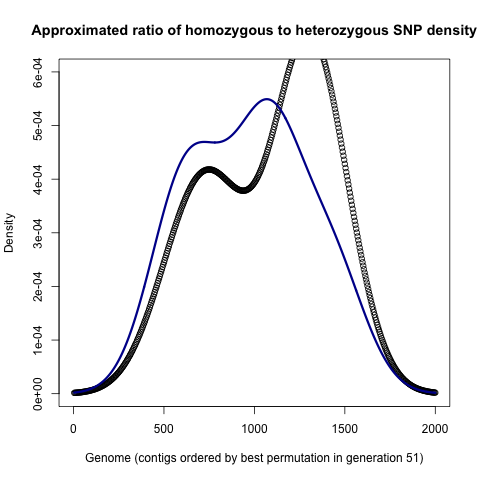 Approximated ratio of homozygous to heterozygous SNP density
6e-04
5e-04
4e-04
3e-04
2e-04
1e-04
0e+00
Density
0 500 1000 1500 2000
Genome (contigs ordered by best permutation in generation 51)